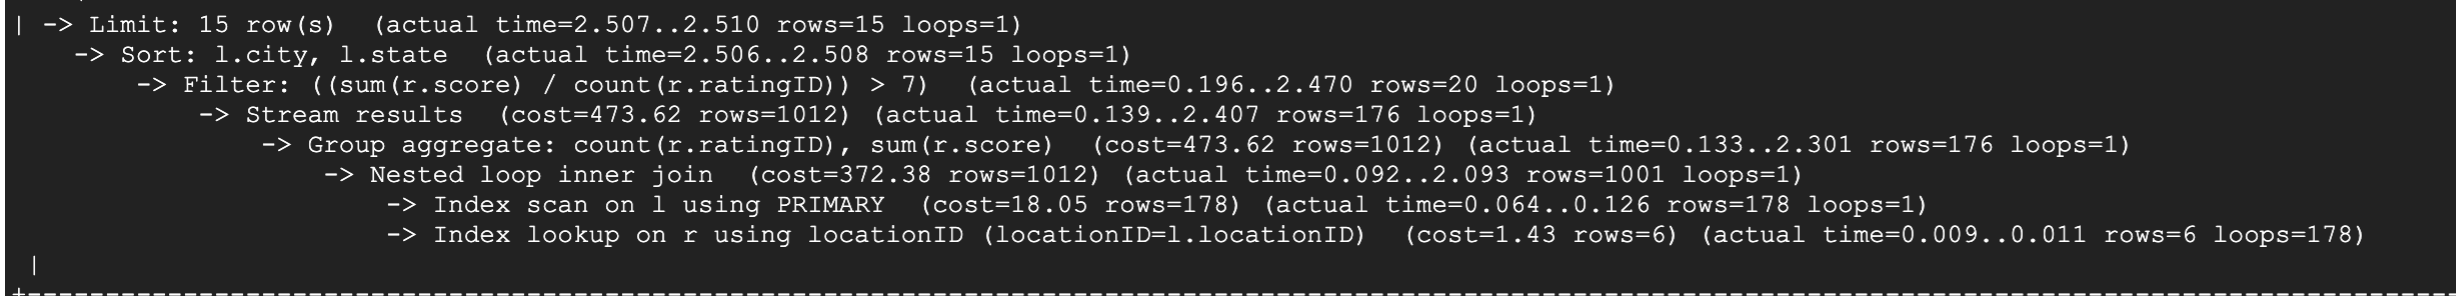 | -> Limit: 15 row(s)  (actual time=2.507..2.510 rows=15 loops=1)
    -> Sort: l.city, l.state  (actual time=2.506..2.508 rows=15 loops=1)
        -> Filter: ((sum(r.score) / count(r.ratingID)) > 7)  (actual time=0.196..2.470 rows=20 loops=1)
            -> Stream results  (cost=473.62 rows=1012) (actual time=0.139..2.407 rows=176 loops=1)
                -> Group aggregate: count(r.ratingID), sum(r.score)  (cost=473.62 rows=1012) (actual time=0.133..2.301 rows=176 loops=1)
                    -> Nested loop inner join  (cost=372.38 rows=1012) (actual time=0.092..2.093 rows=1001 loops=1)
                        -> Index scan on l using PRIMARY  (cost=18.05 rows=178) (actual time=0.064..0.126 rows=178 loops=1)
                        -> Index lookup on r using locationID (locationID=l.locationID)  (cost=1.43 rows=6) (actual time=0.009..0.011 rows=6 loops=178)
 |